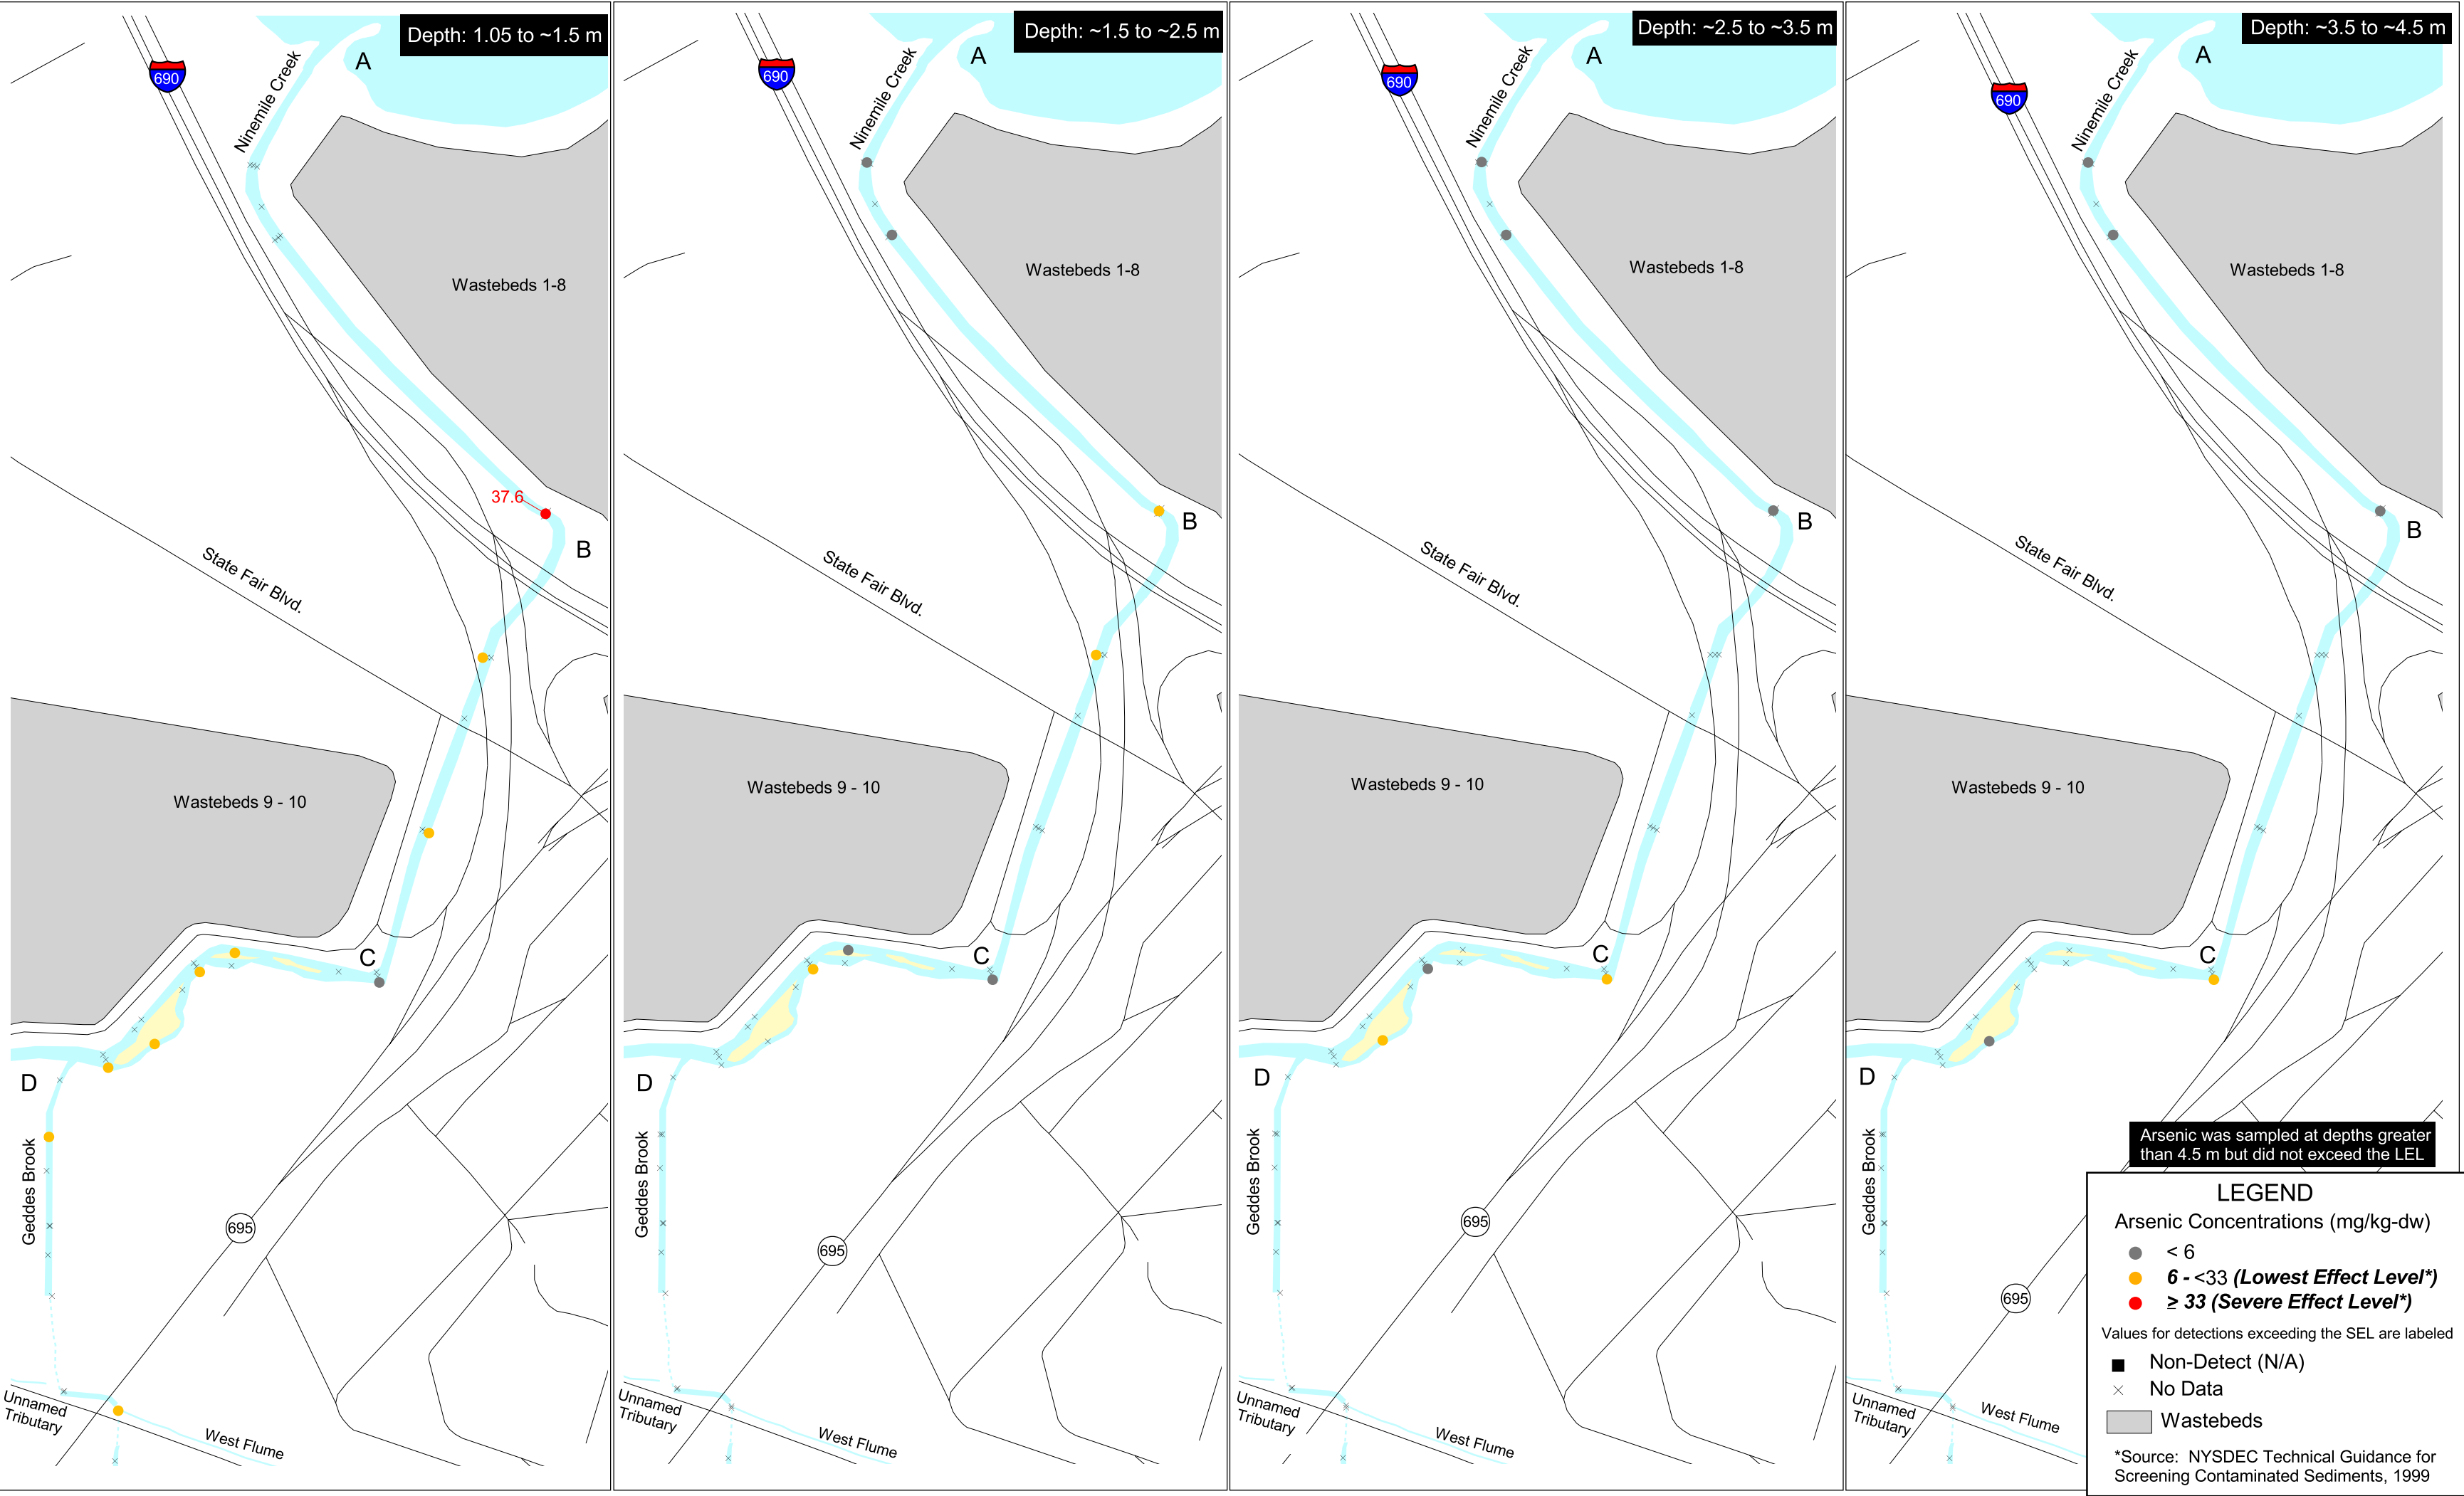 Depth: 1.05 to ~1.5 m
A
690
Ninemile Creek
Wastebeds 1-8
37.6
B
State Fair Blvd.
Wastebeds 9 - 10
C
D
Geddes Brook
695
Unnamed
Tributary
West Flume
Depth: ~1.5 to ~2.5 m
A
690
Ninemile Creek
Wastebeds 1-8
B
State Fair Blvd.
Wastebeds 9 - 10
C
D
Geddes Brook
695
Unnamed
Tributary
West Flume
Depth: ~2.5 to ~3.5 m
A
690
Ninemile Creek
Wastebeds 1-8
B
State Fair Blvd.
Wastebeds 9 - 10
C
D
Geddes Brook
695
Unnamed
Tributary
West Flume
Depth: ~3.5 to ~4.5 m
A
690
Ninemile Creek
Wastebeds 1-8
B
State Fair Blvd.
Wastebeds 9 - 10
C
D
Geddes Brook
695
Unnamed
Tributary
West Flume
Arsenic was sampled at depths greater
than 4.5 m but did not exceed the LEL
LEGEND
Arsenic Concentrations (mg/kg-dw)
< 6
6 - <33 (Lowest Effect Level*)
≥ 33 (Severe Effect Level*)
Values for detections exceeding the SEL are labeled
Non-Detect (N/A)
No Data
Wastebeds
*Source: NYSDEC Technical Guidance for
Screening Contaminated Sediments, 1999